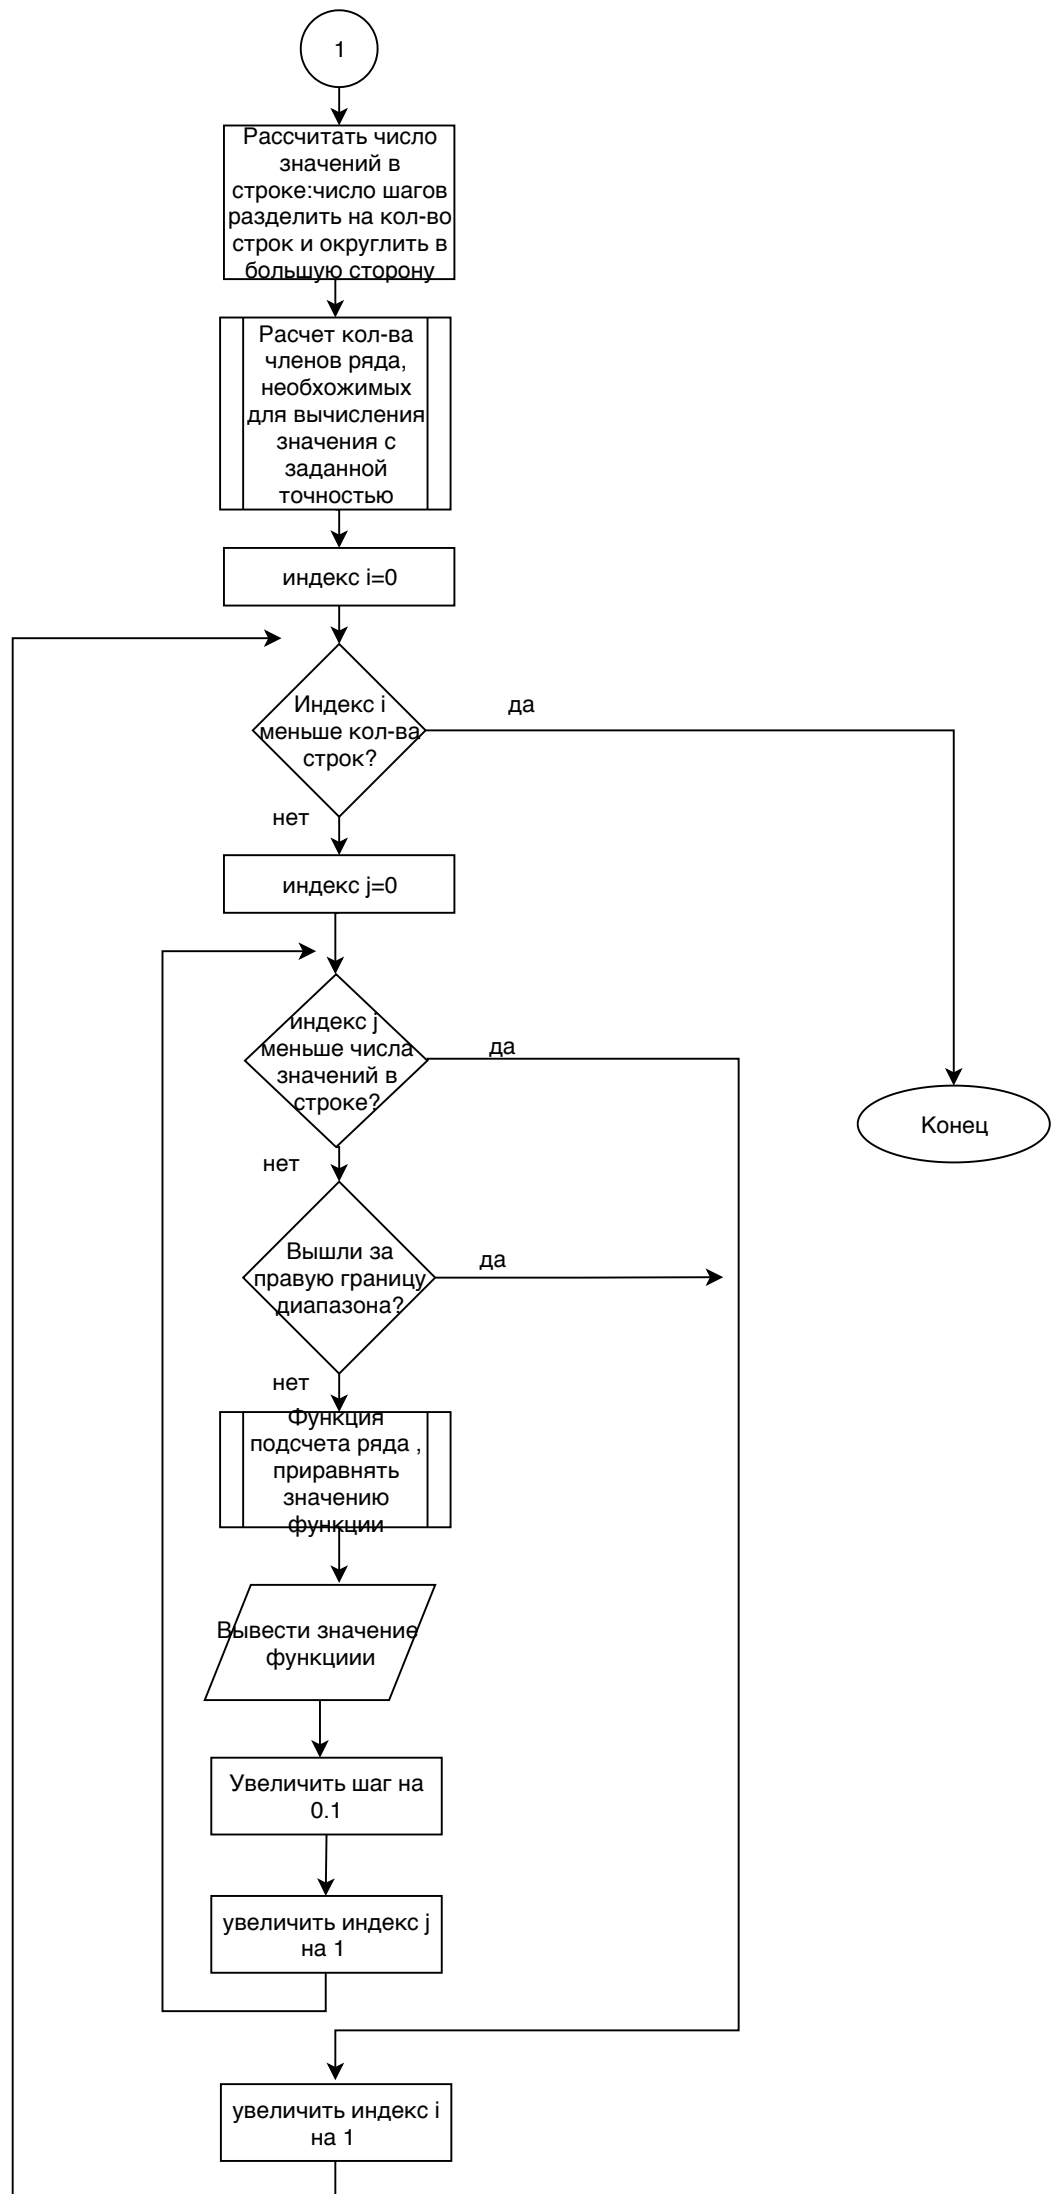 1
Рассчитать число
значений в
строке:число шагов
разделить на кол-во
строк и округлить в
большую сторону
Расчет кол-ва
членов ряда,
необхожимых
для вычисления
значения с
заданной
точностью
индекс i=0
Индекс i
меньше кол-ва
строк?
да
нет
индекс j=0
индекс j
меньше числа
значений в
строке?
да
Конец
нет
Вышли за
правую границу
диапазона?
да
нет
Функция
подсчета ряда ,
приравнять
значению
функции
Вывести значение
функциии
Увеличить шаг на
0.1
увеличить индекс j
на 1
увеличить индекс i
на 1